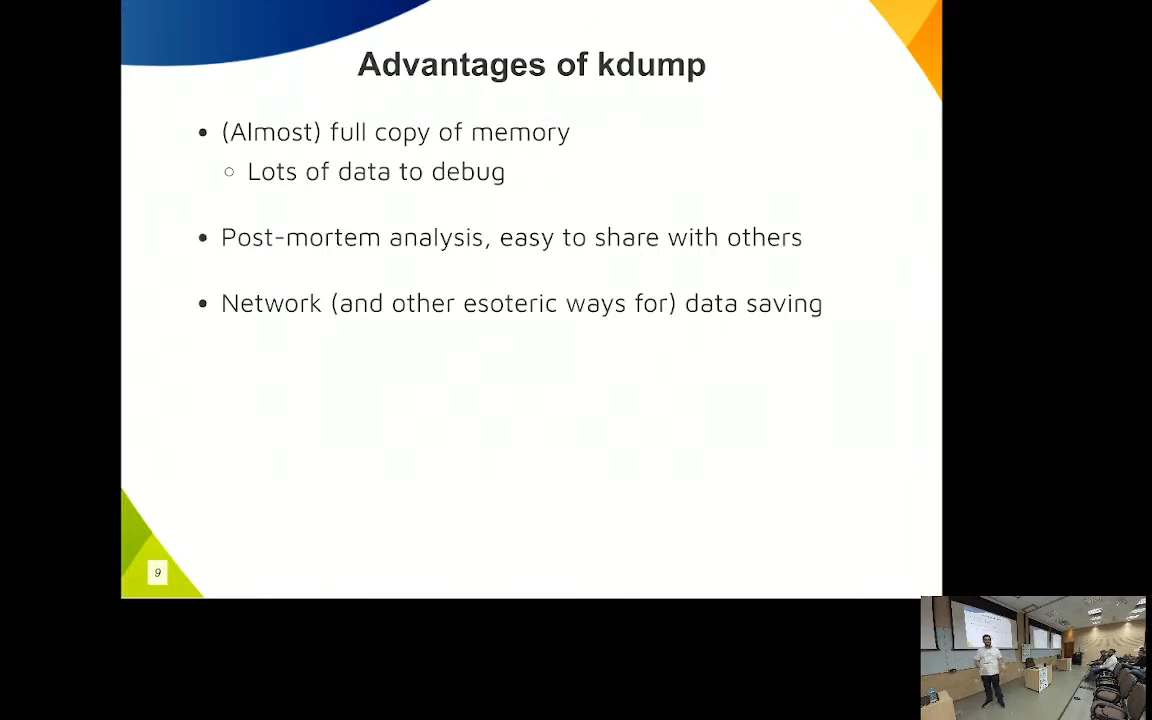 Advantages of kdump
• (Almost) full copy of memory
○ Lots of data to debug
• Post-mortem analysis, easy to share with others
• Network (and other esoteric ways for) data saving
9